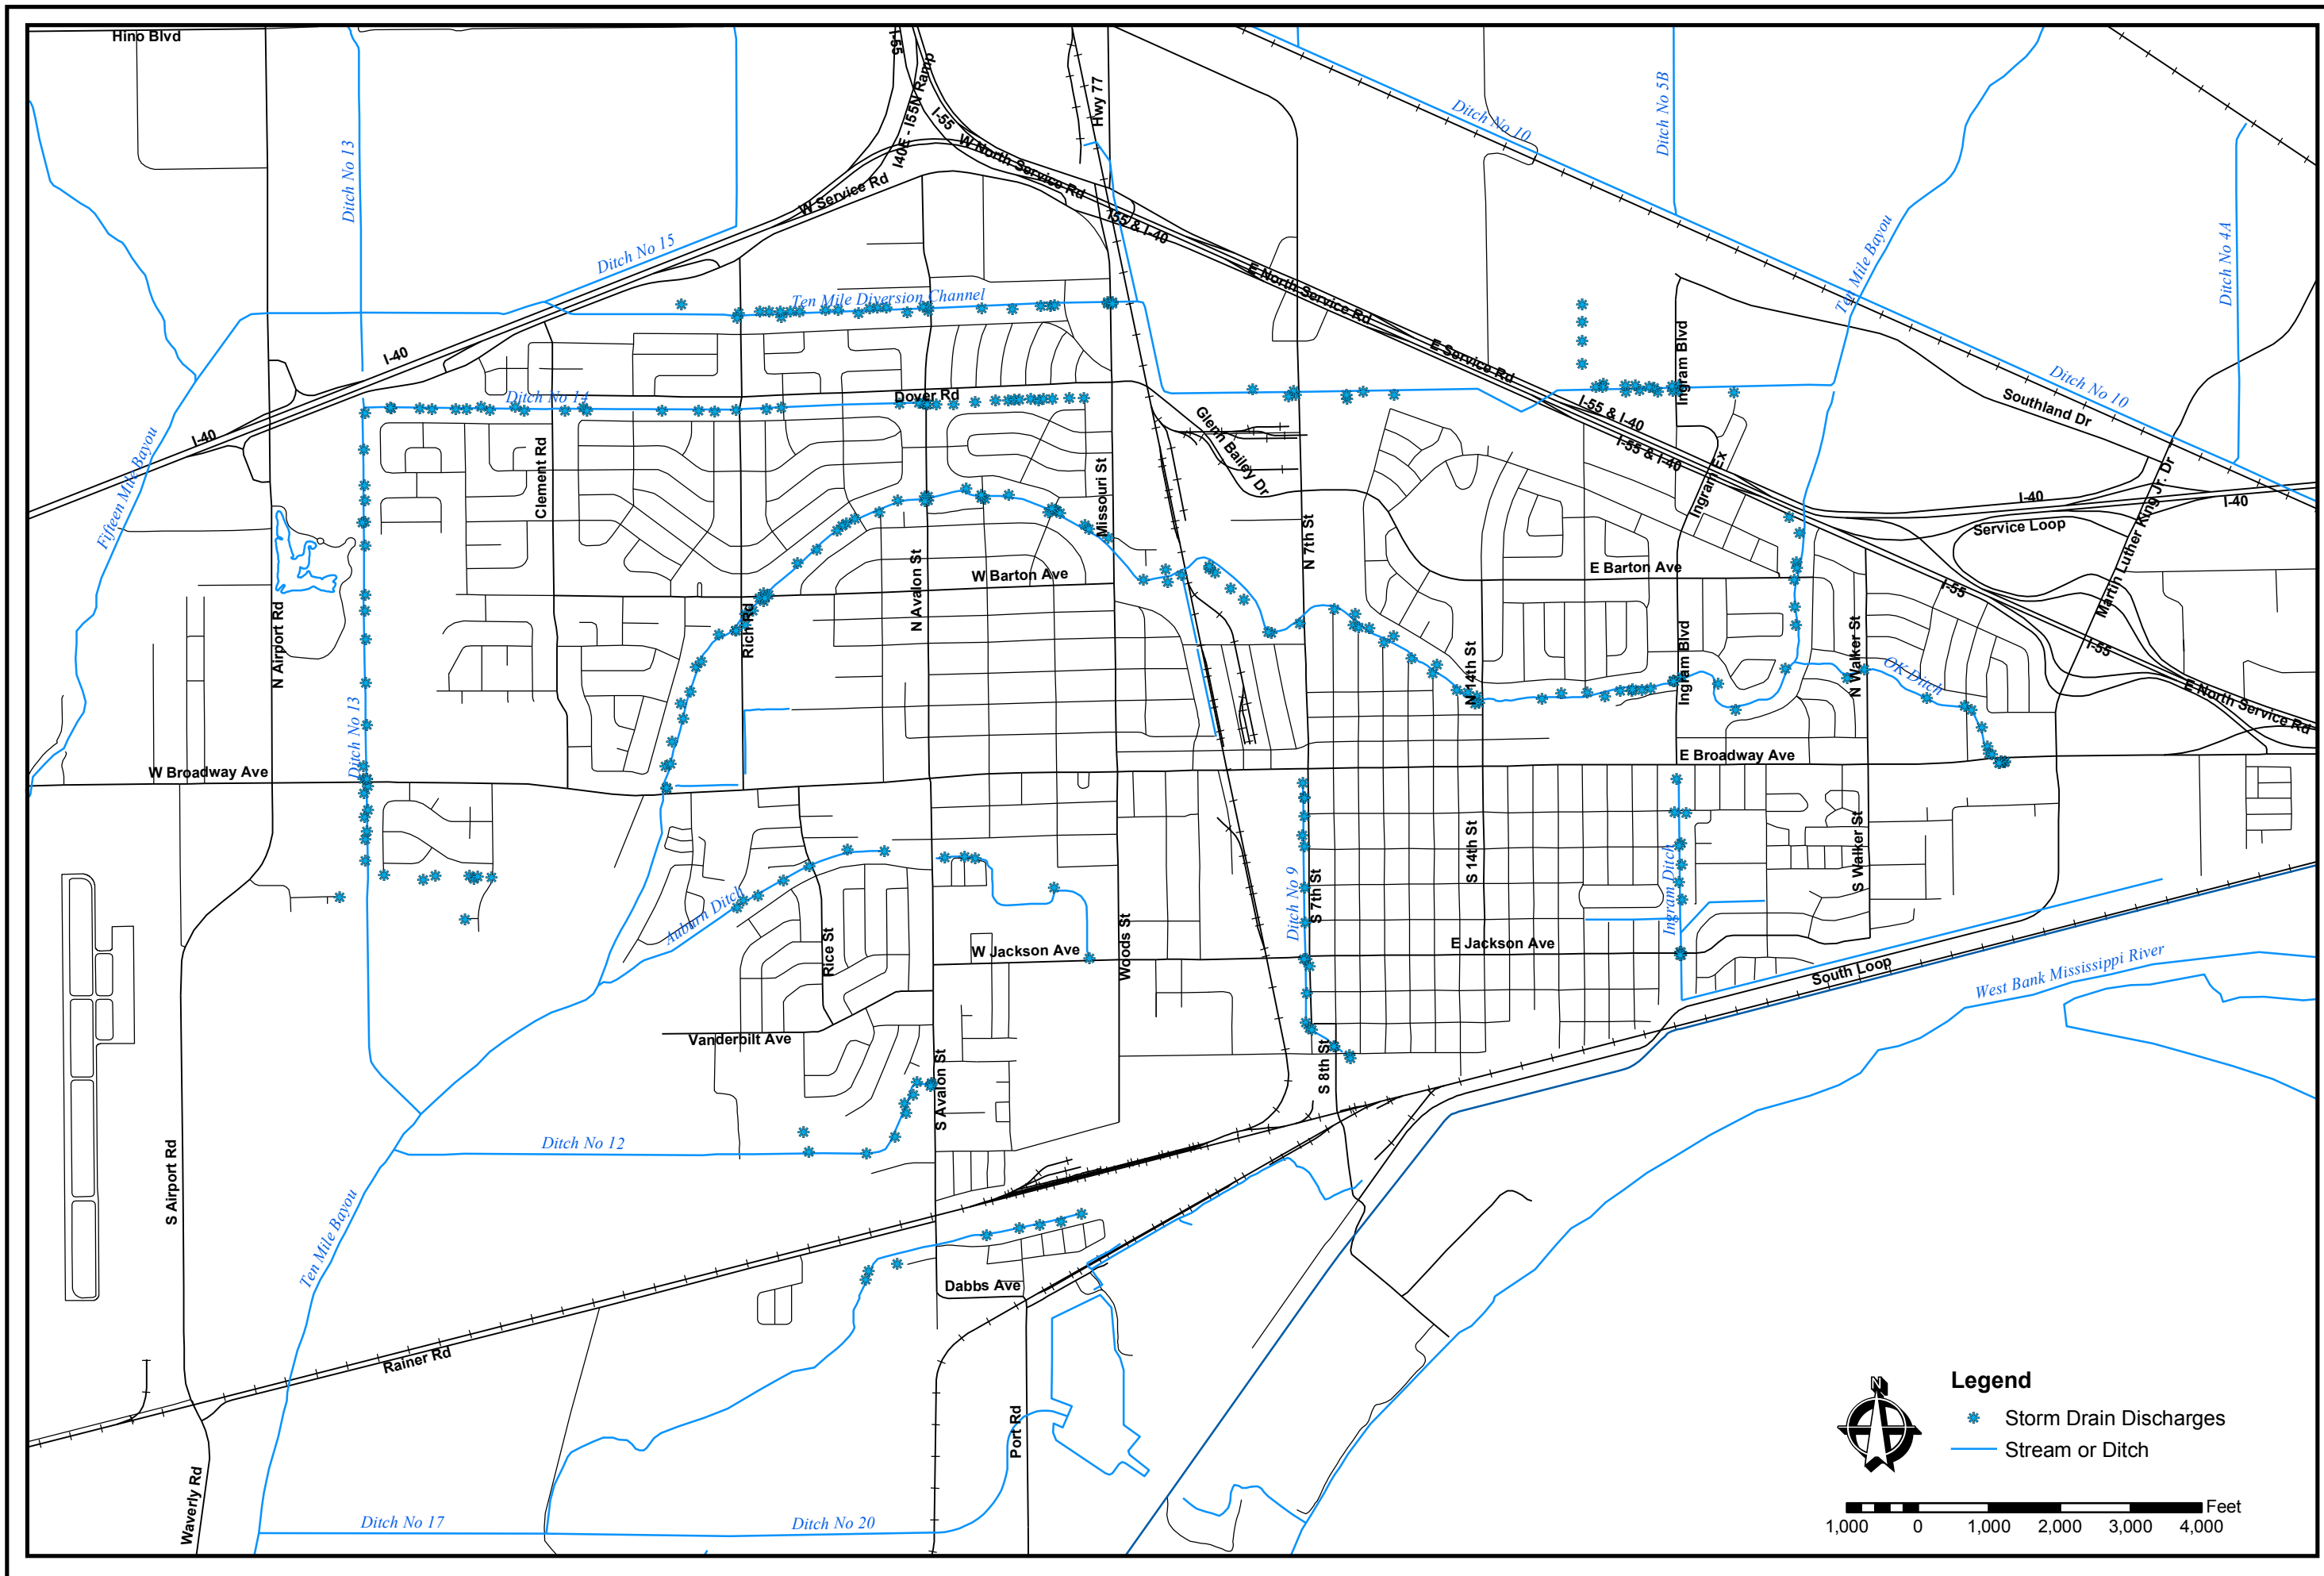 Hino Blvd
I-55
I40E - I55N Ramp
I-55
Hwy 77
W North Service Rd
W Service Rd
Ditch No 13
Ditch No 15
I55 & I-40
Ditch No 10
Ditch No 5B
Ten Mile Bayou
Ditch No 4A
E North Service Rd
Ten Mile Diversion Channel
E Service Rd
Ingram Blvd
I-40
Ditch No 14
Dover Rd
I-55 & I-40
I-55 & I-40
Southland Dr
Ditch No 10
I-40
Fifteen Mile Bayou
Clement Rd
Missouri St
Glenn Bailey Dr
N 7th St
Ingram Ex
I-40
I-40
Service Loop
Martin Luther King Jr. Dr
N Airport Rd
Rich Rd
N Avalon St
W Barton Ave
E Barton Ave
I-55
I-55
N 14th St
Ingram Blvd
N Walker St
OK Ditch
E North Service Rd
Ditch No 13
W Broadway Ave
E Broadway Ave
Auburn Ditch
Rice St
W Jackson Ave
Woods St
Ditch No 9
S 7th St
S 14th St
E Jackson Ave
Ingram Ditch
S Walker St
South Loop
West Bank Mississippi River
Vanderbilt Ave
S Avalon St
S 8th St
S Airport Rd
Ditch No 12
Ten Mile Bayou
Dabbs Ave
Rainer Rd
Port Rd
Waverly Rd
Ditch No 17
Ditch No 20
N
Legend
Storm Drain Discharges
Stream or Ditch
Feet
1,000 0 1,000 2,000 3,000 4,000